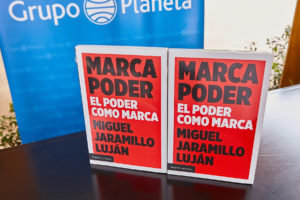 Grupo Planeta
MARCA
PODER
EL PODER
COMO MARCA
MIGUEL
JARAMILLO
LUJÁN
MARCA
PODER
EL PODER
COMO MARCA
MIGUEL
JARAMILLO
LUJÁN